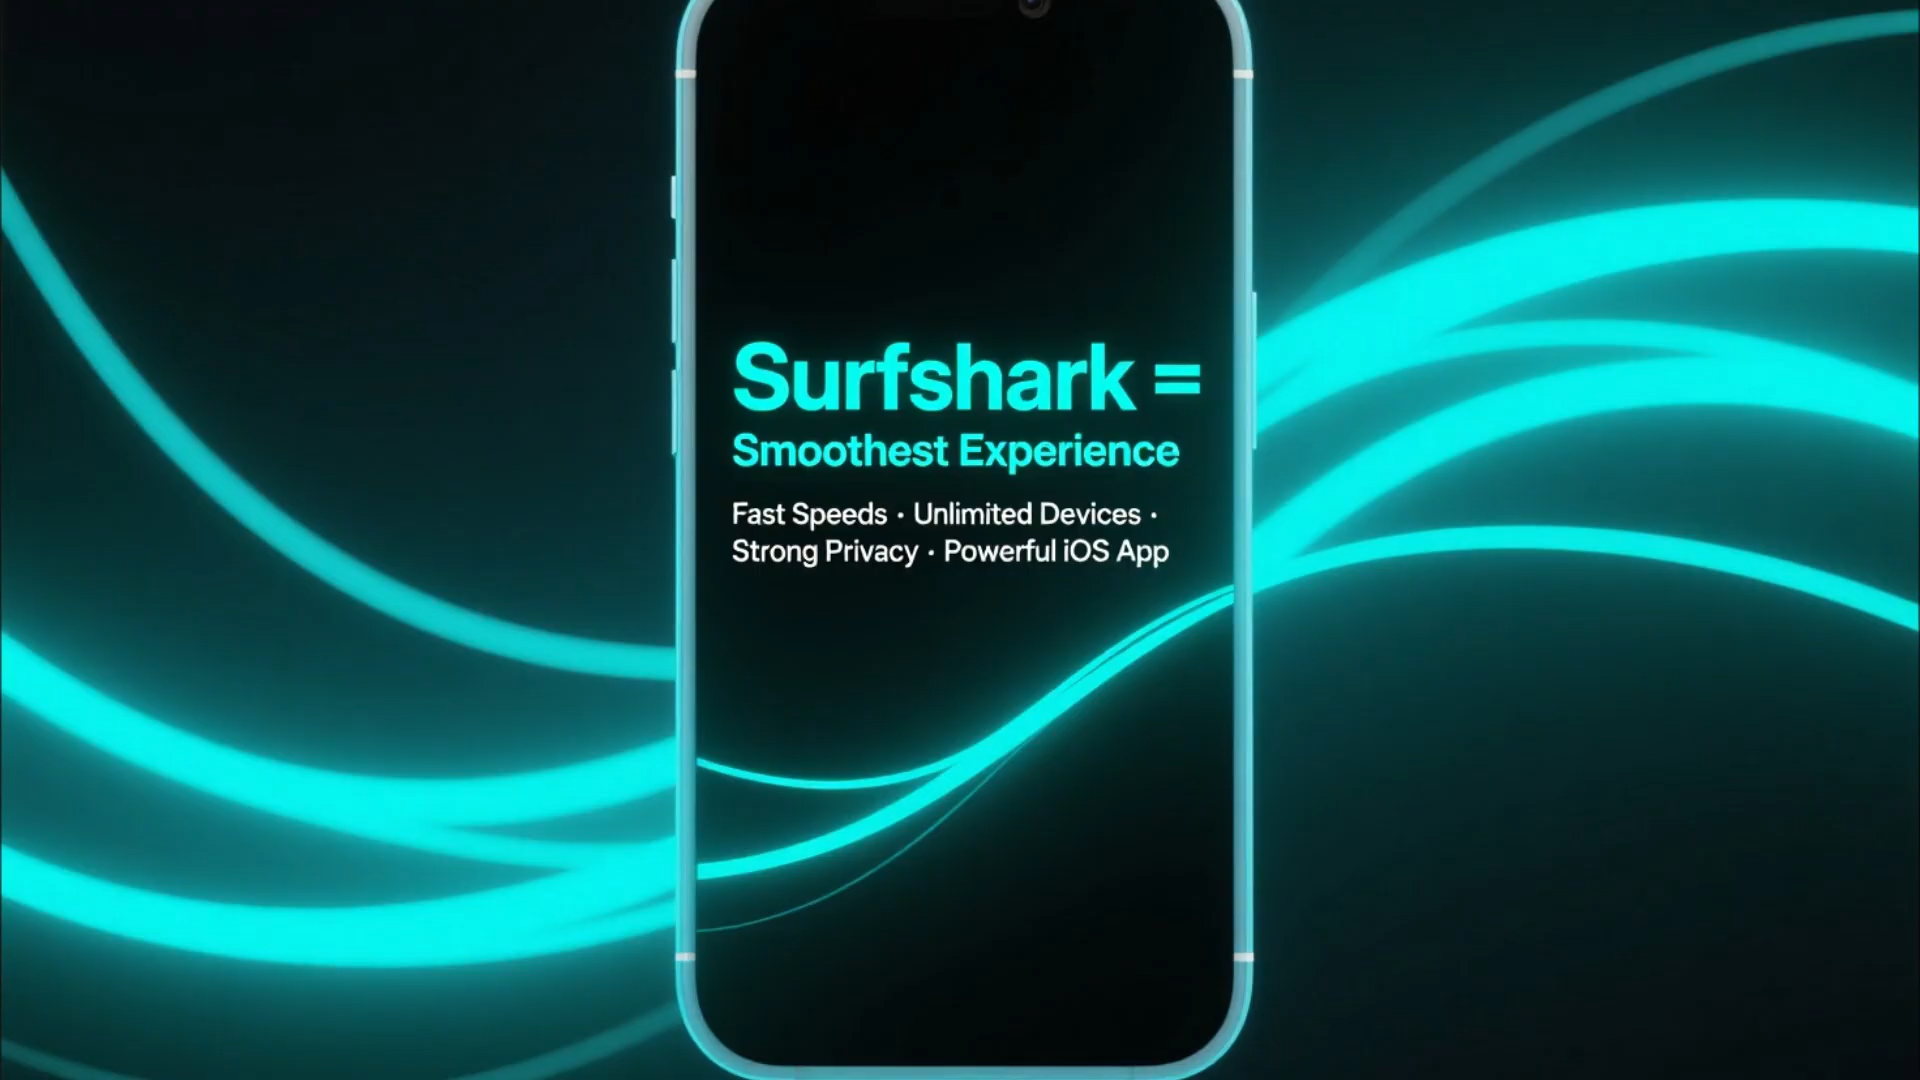 Surfshark =
Smoothest Experience
Fast Speeds · Unlimited Devices ·
Strong Privacy · Powerful iOS App